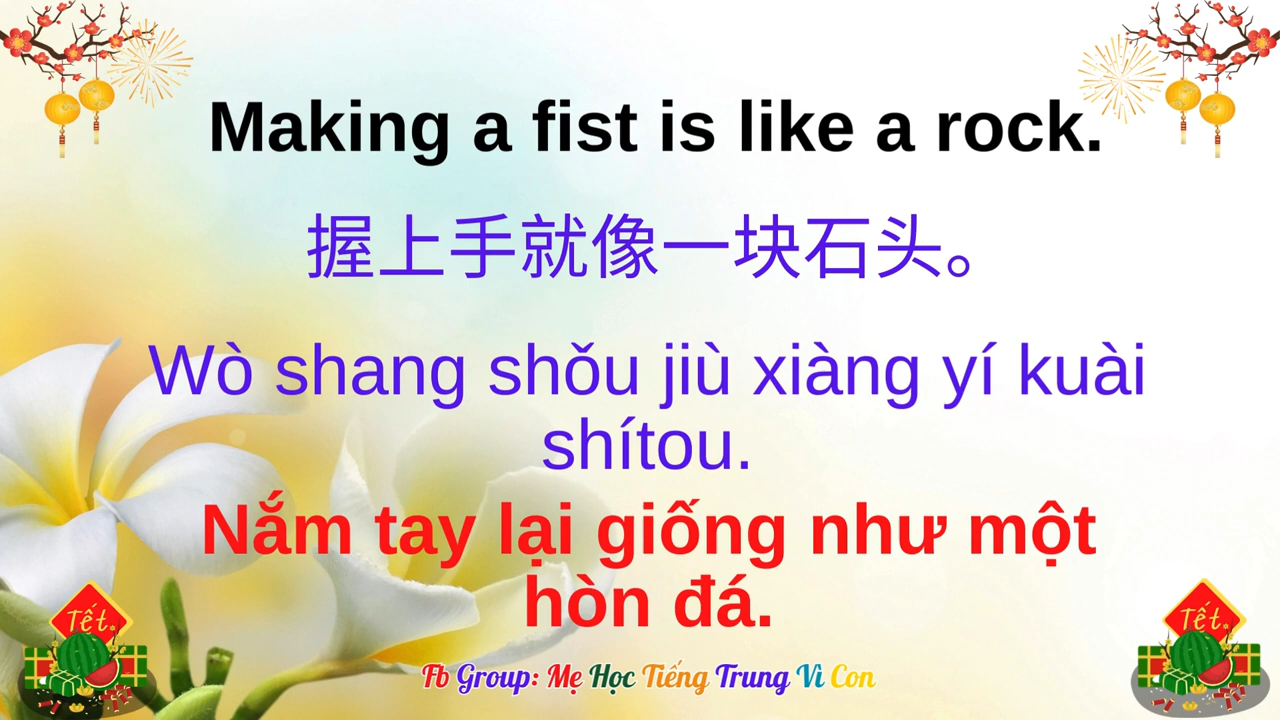 Making a fist is like a rock.
握上手就像一块石头。
Wò shang shǒu jiù xiàng yí kuài
shítou.
Nắm tay lại giống như một
hòn đá.
Tết
Tết
Fb Group: Mẹ Học Tiếng Trung Vì Con